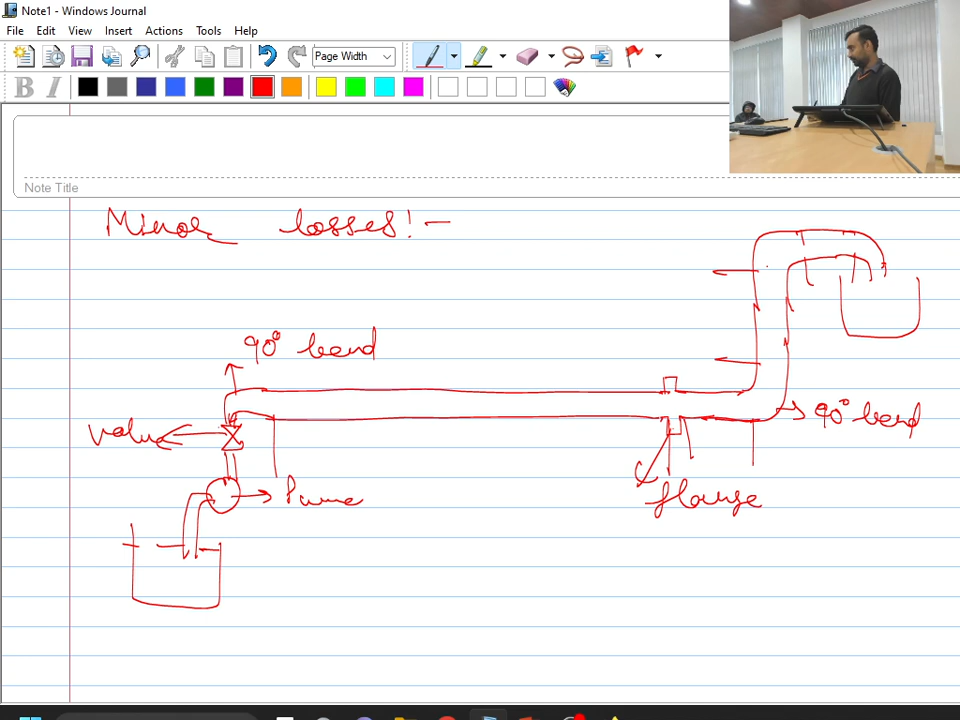 Note1 - Windows Journal
File Edit View Insert Actions Tools Help
Page Width
B I U
Note Title
Minor losses!-
90° bend
Valve
90° bend
Pump
flange